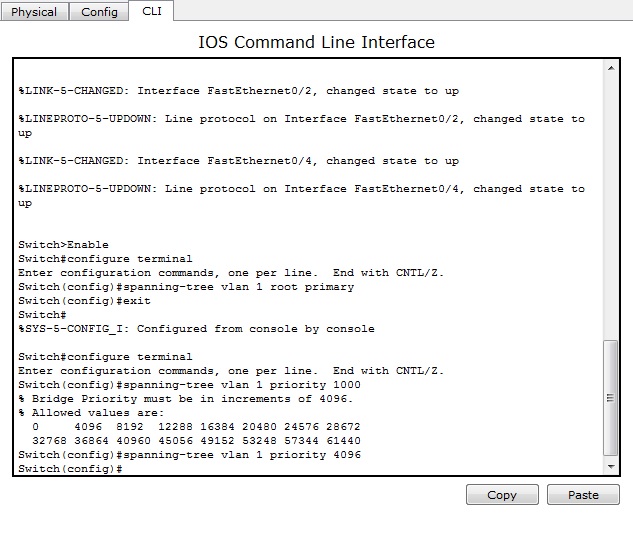 Physical Config CLI
IOS Command Line Interface
%LINK-5-CHANGED: Interface FastEthernet0/2, changed state to up
%LINEPROTO-5-UPDOWN: Line protocol on Interface FastEthernet0/2, changed state to
up
%LINK-5-CHANGED: Interface FastEthernet0/4, changed state to up
%LINEPROTO-5-UPDOWN: Line protocol on Interface FastEthernet0/4, changed state to
up
Switch>Enable
Switch#configure terminal
Enter configuration commands, one per line.  End with CNTL/Z.
Switch(config)#spanning-tree vlan 1 root primary
Switch(config)#exit
Switch#
%SYS-5-CONFIG_I: Configured from console by console
Switch#configure terminal
Enter configuration commands, one per line.  End with CNTL/Z.
Switch(config)#spanning-tree vlan 1 priority 1000
% Bridge Priority must be in increments of 4096.
% Allowed values are:
  0     4096  8192  12288 16384 20480 24576 28672
  32768 36864 40960 45056 49152 53248 57344 61440
Switch(config)#spanning-tree vlan 1 priority 4096
Switch(config)#
Copy Paste